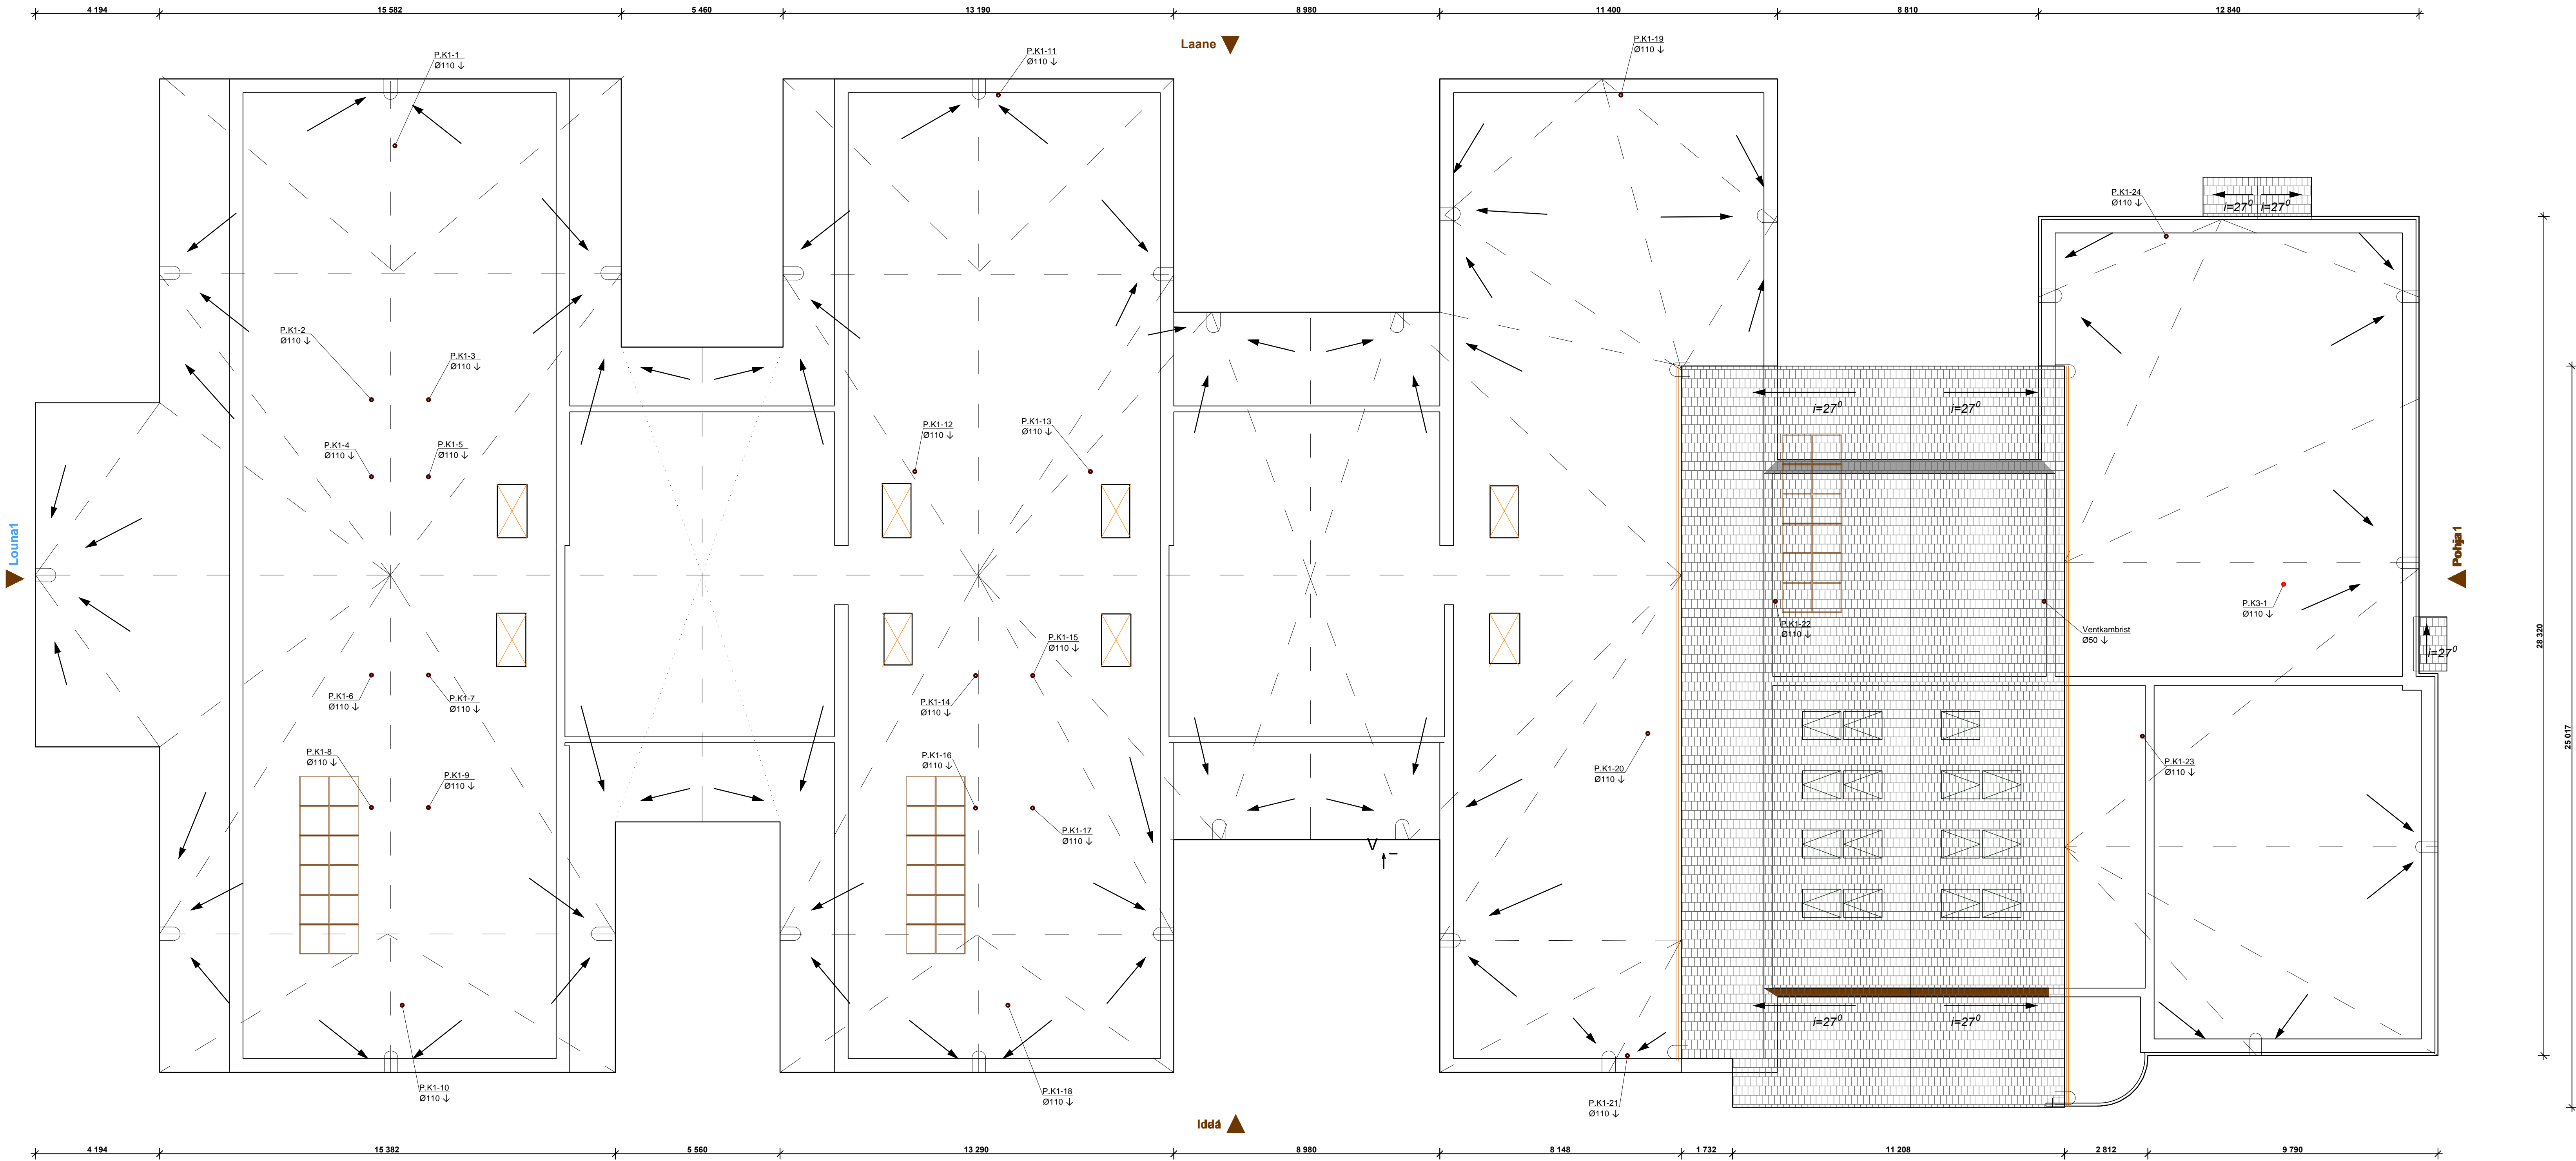 4 194
15 582
5 460
13 190
8 980
11 400
8 810
12 840
Laane
P.K1-1
Ø110 ↓
P.K1-11
Ø110 ↓
P.K1-19
Ø110 ↓
P.K1-24
Ø110 ↓
i=27⁰
i=27⁰
P.K1-2
Ø110 ↓
P.K1-3
Ø110 ↓
i=27⁰
i=27⁰
P.K1-4
Ø110 ↓
P.K1-5
Ø110 ↓
P.K1-12
Ø110 ↓
P.K1-13
Ø110 ↓
Louna1
Pohja1
P.K3-1
Ø110 ↓
P.K1-22
Ø110 ↓
Ventkambrist
Ø50 ↓
28 320
i=27⁰
P.K1-15
Ø110 ↓
P.K1-6
Ø110 ↓
P.K1-7
Ø110 ↓
P.K1-14
Ø110 ↓
25 017
P.K1-8
Ø110 ↓
P.K1-9
Ø110 ↓
P.K1-16
Ø110 ↓
P.K1-20
Ø110 ↓
P.K1-23
Ø110 ↓
P.K1-17
Ø110 ↓
V
I
i=27⁰
i=27⁰
P.K1-10
Ø110 ↓
P.K1-18
Ø110 ↓
P.K1-21
Ø110 ↓
4 194
15 382
5 560
13 290
8 980
8 148
1 732
11 208
2 812
9 790